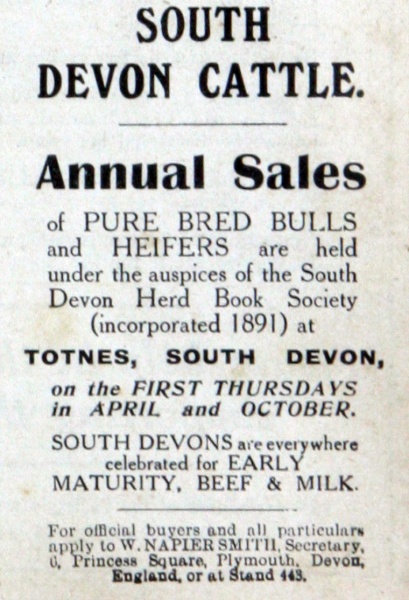 SOUTH
DEVON CATTLE.
Annual Sales
of PURE BRED BULLS
and HEIFERS are held
under the auspices of the South
Devon Herd Book Society
(incorporated 1891) at
TOTNES, SOUTH DEVON,
on the FIRST THURSDAYS
in APRIL and OCTOBER.
SOUTH DEVONS are everywhere
celebrated for EARLY
MATURITY, BEEF & MILK.
For official buyers and all particulars
apply to W. NAPIER SMITH, Secretary,
6, Princess Square, Plymouth, Devon,
England, or at Stand 443.